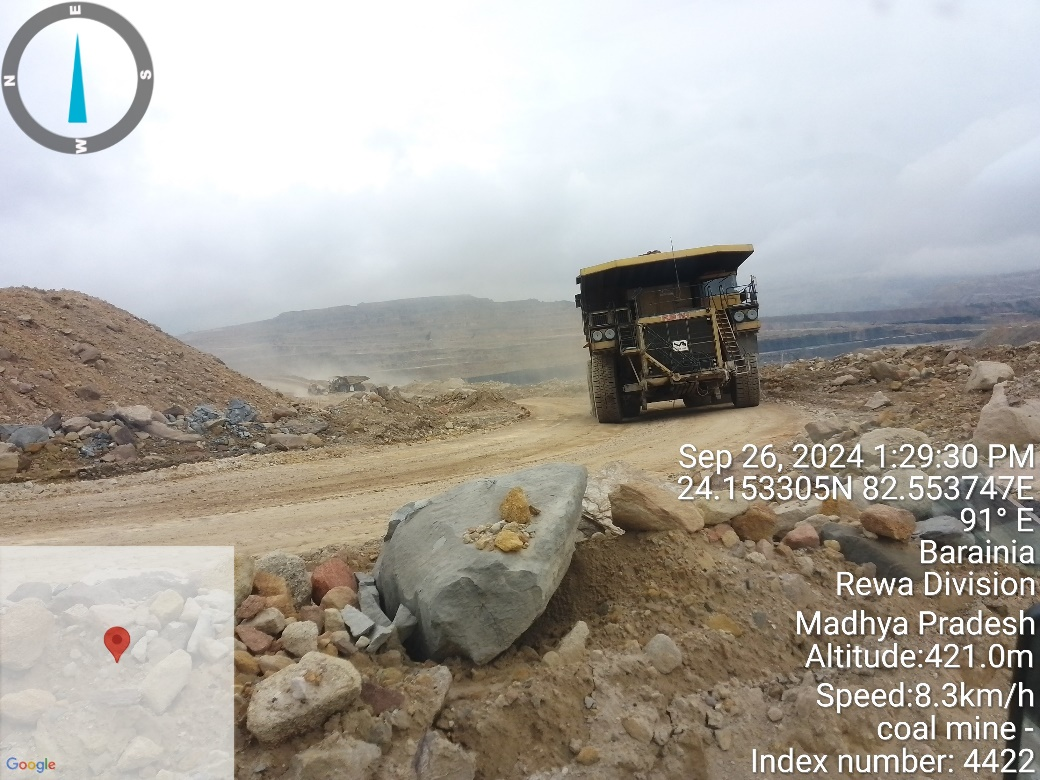 E
N
S
W
Sep 26, 2024 1:29:30 PM
24.153305N 82.553747E
91° E
Barainia
Rewa Division
Madhya Pradesh
Altitude:421.0m
Speed:8.3km/h
coal mine -
Index number: 4422
Google